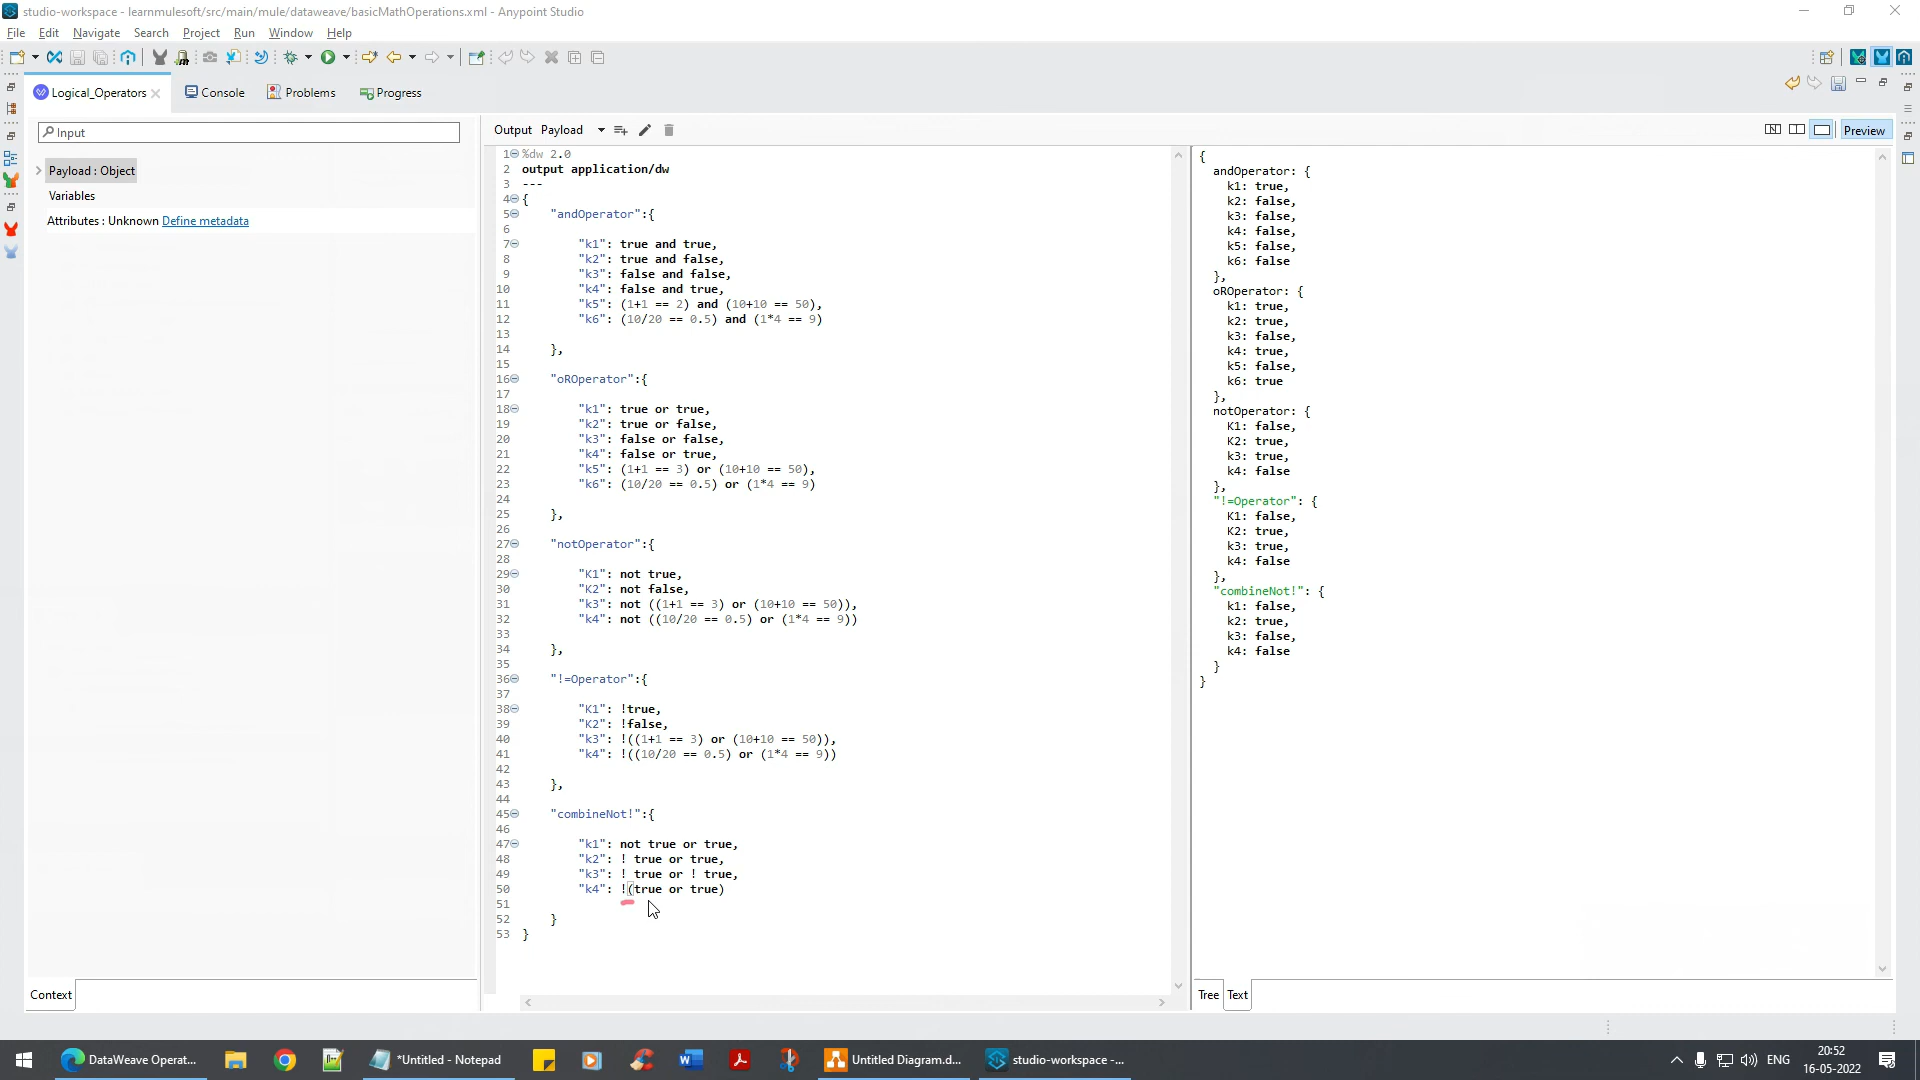 studio-workspace - learnmulesoft/src/main/mule/dataweave/basicMathOperations.xml - Anypoint Studio
File Edit Navigate Search Project Run Window Help
Logical_Operators Console Problems Progress
Input
Payload : Object
Variables
Attributes : Unknown Define metadata
Context
Output Payload Preview
1 %dw 2.0
2 output application/dw
3 ---
4 {
5 "andOperator":{
6
7 "k1": true and true,
8 "k2": true and false,
9 "k3": false and false,
10 "k4": false and true,
11 "k5": (1+1 == 2) and (10+10 == 50),
12 "k6": (10/20 == 0.5) and (1*4 == 9)
13
14 },
15
16 "oROperator":{
17
18 "k1": true or true,
19 "k2": true or false,
20 "k3": false or false,
21 "k4": false or true,
22 "k5": (1+1 == 3) or (10+10 == 50),
23 "k6": (10/20 == 0.5) or (1*4 == 9)
24
25 },
26
27 "notOperator":{
28
29 "K1": not true,
30 "K2": not false,
31 "k3": not ((1+1 == 3) or (10+10 == 50)),
32 "k4": not ((10/20 == 0.5) or (1*4 == 9))
33
34 },
35
36 "!=Operator":{
37
38 "K1": !true,
39 "K2": !false,
40 "k3": !((1+1 == 3) or (10+10 == 50)),
41 "k4": !((10/20 == 0.5) or (1*4 == 9))
42
43 },
44
45 "combineNot!":{
46
47 "k1": not true or true,
48 "k2": ! true or true,
49 "k3": ! true or ! true,
50 "k4": !(true or true)
51
52 }
53 }
{
andOperator: {
k1: true,
k2: false,
k3: false,
k4: false,
k5: false,
k6: false
},
oROperator: {
k1: true,
k2: true,
k3: false,
k4: true,
k5: false,
k6: true
},
notOperator: {
K1: false,
K2: true,
k3: true,
k4: false
},
"!=Operator": {
K1: false,
K2: true,
k3: true,
k4: false
},
"combineNot!": {
k1: false,
k2: true,
k3: false,
k4: false
}
}
Tree Text
DataWeave Operat... *Untitled - Notepad Untitled Diagram.d... studio-workspace -... ENG 20:52
16-05-2022